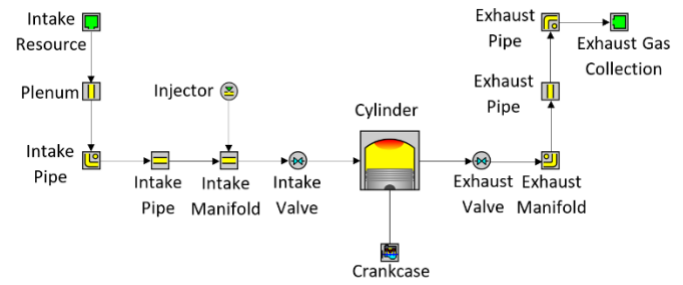 Intake
Resource
Plenum
Intake
Pipe
Injector
Intake
Pipe
Intake
Manifold
Intake
Valve
Cylinder
Crankcase
Exhaust
Valve
Exhaust
Manifold
Exhaust
Pipe
Exhaust
Pipe
Exhaust Gas
Collection